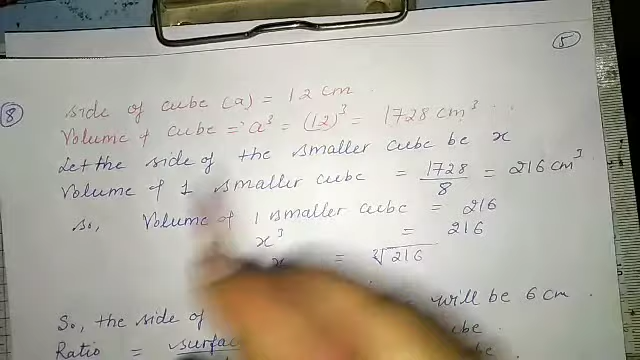 5
8
side of cube (a) = 12 cm
Volume of cube = a³ = (12)³ = 1728 cm³
Let the side of the smaller cube be x
Volume of 1 smaller cube = 1728/8 = 216 cm³
so, Volume of 1 smaller cube = 216
x³ = 216
x = ∛216
So, the side of will be 6 cm.
Ratio = surfa